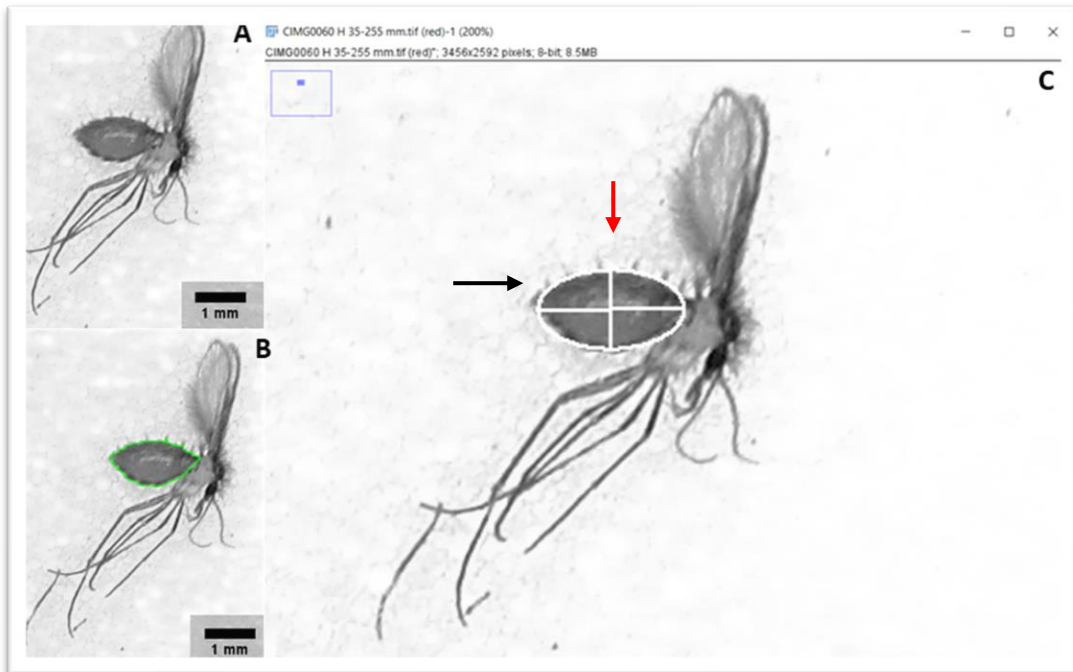 A
1 mm
B
1 mm
CIMG0060 H 35-255 mm.tif (red)-1 (200%)
CIMG0060 H 35-255 mm.tif (red)"; 3456x2592 pixels; 8-bit; 8.5MB
C